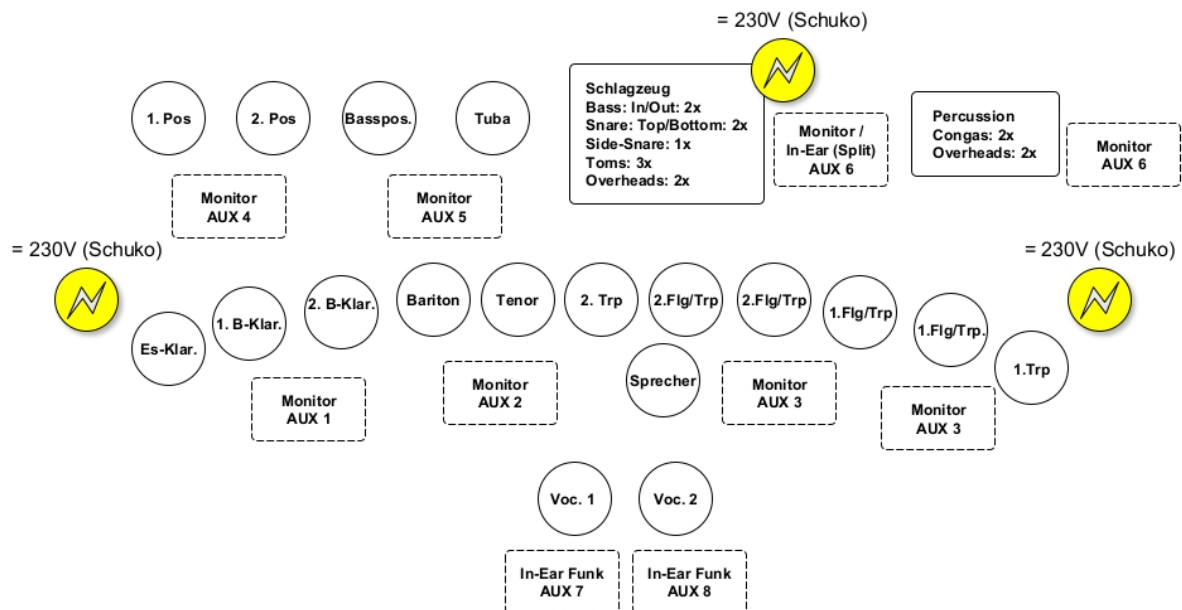 = 230V (Schuko)
1. Pos
2. Pos
Basspos.
Tuba
Schlagzeug
Bass: In/Out: 2x
Snare: Top/Bottom: 2x
Side-Snare: 1x
Toms: 3x
Overheads: 2x
Monitor /
In-Ear (Split)
AUX 6
Percussion
Congas: 2x
Overheads: 2x
Monitor
AUX 6
Monitor
AUX 4
Monitor
AUX 5
= 230V (Schuko)
= 230V (Schuko)
Es-Klar.
1. B-Klar.
2. B-Klar.
Bariton
Tenor
2. Trp
2.Flg/Trp
2.Flg/Trp
1.Flg/Trp
1.Flg/Trp.
1.Trp
Sprecher
Monitor
AUX 1
Monitor
AUX 2
Monitor
AUX 3
Monitor
AUX 3
Voc. 1
Voc. 2
In-Ear Funk
AUX 7
In-Ear Funk
AUX 8